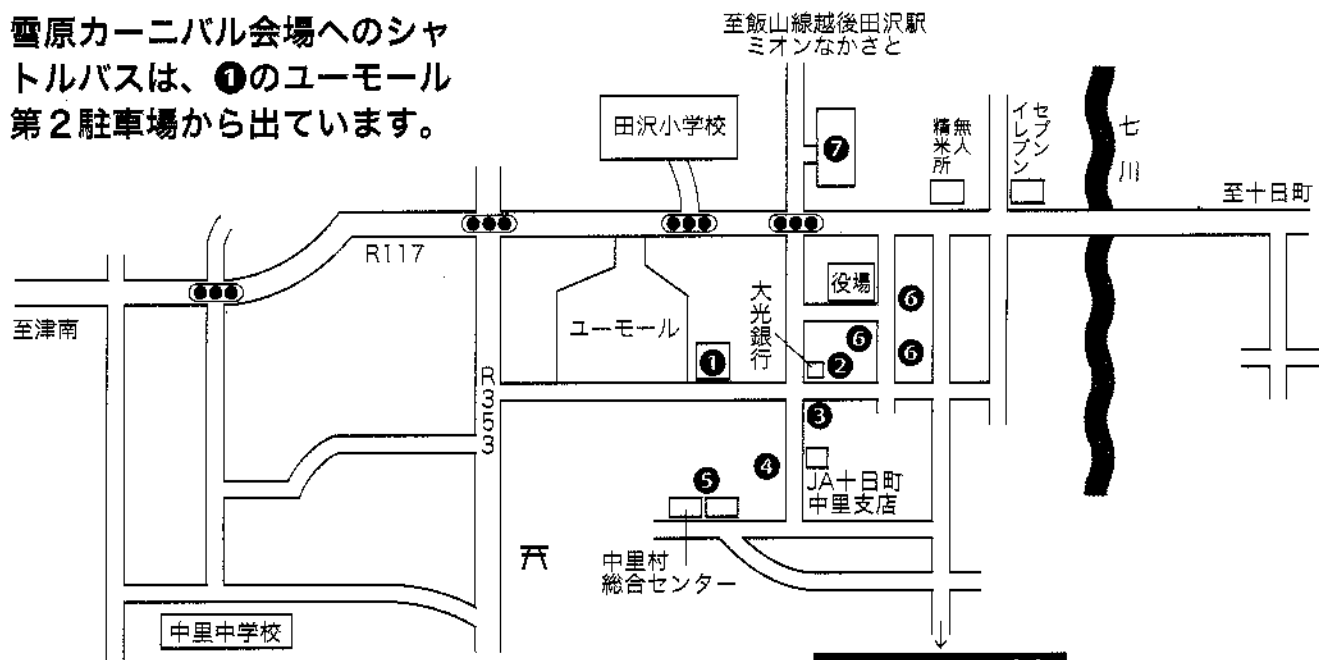 雪原カーニバル会場へのシャ
トルバスは、❶のユーモール
第２駐車場から出ています。
至飯山線越後田沢駅
ミオンなかさと
田沢小学校
❼
無人
精米所
セブン
イレブン
七川
至十日町
R117
役場
❻
大光銀行
ユーモール
至津南
❻
❻
❶
❷
R353
❸
❹
❺
JA十日町
中里支店
中里村
総合センター
中里中学校